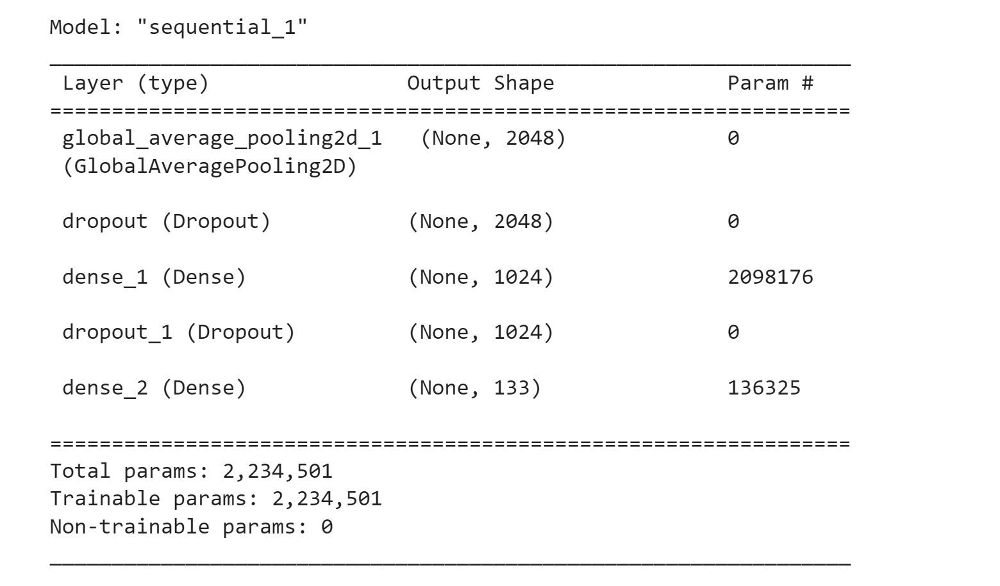 Model: "sequential_1"
_________________________________________________________________
Layer (type) Output Shape Param #
=================================================================
global_average_pooling2d_1 (None, 2048) 0
(GlobalAveragePooling2D)
dropout (Dropout) (None, 2048) 0
dense_1 (Dense) (None, 1024) 2098176
dropout_1 (Dropout) (None, 1024) 0
dense_2 (Dense) (None, 133) 136325
=================================================================
Total params: 2,234,501
Trainable params: 2,234,501
Non-trainable params: 0
_________________________________________________________________